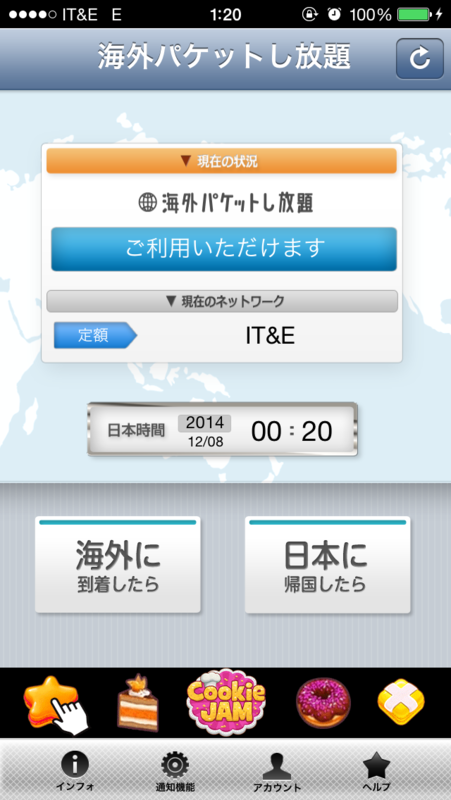 IT&E E 1:20 100%
海外パケットし放題
▼ 現在の状況
海外パケットし放題
ご利用いただけます
▼ 現在のネットワーク
定額 IT&E
日本時間 2014 12/08 00:20
海外に
到着したら
日本に
帰国したら
Cookie
JAM
インフォ 通知機能 アカウント ヘルプ